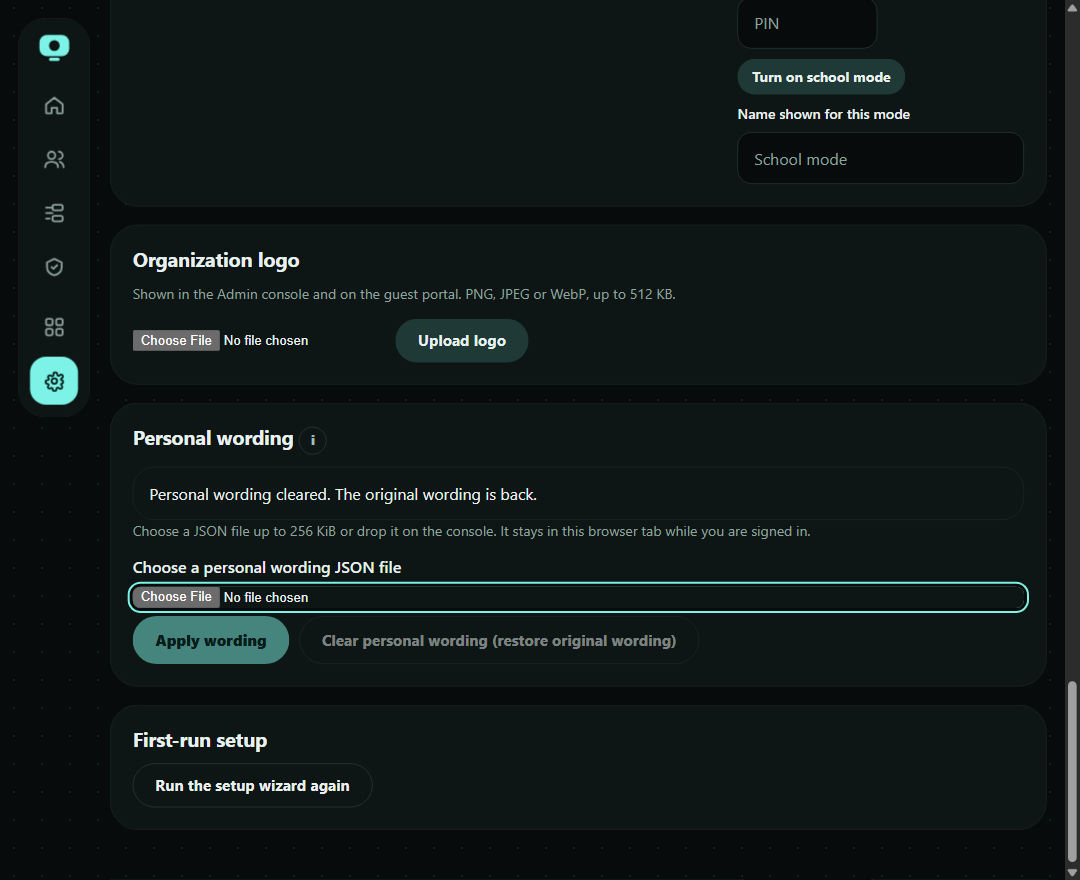 PIN
Turn on school mode
Name shown for this mode
School mode
Organization logo
Shown in the Admin console and on the guest portal. PNG, JPEG or WebP, up to 512 KB.
Choose File No file chosen
Upload logo
Personal wording i
Personal wording cleared. The original wording is back.
Choose a JSON file up to 256 KiB or drop it on the console. It stays in this browser tab while you are signed in.
Choose a personal wording JSON file
Choose File No file chosen
Apply wording
Clear personal wording (restore original wording)
First-run setup
Run the setup wizard again